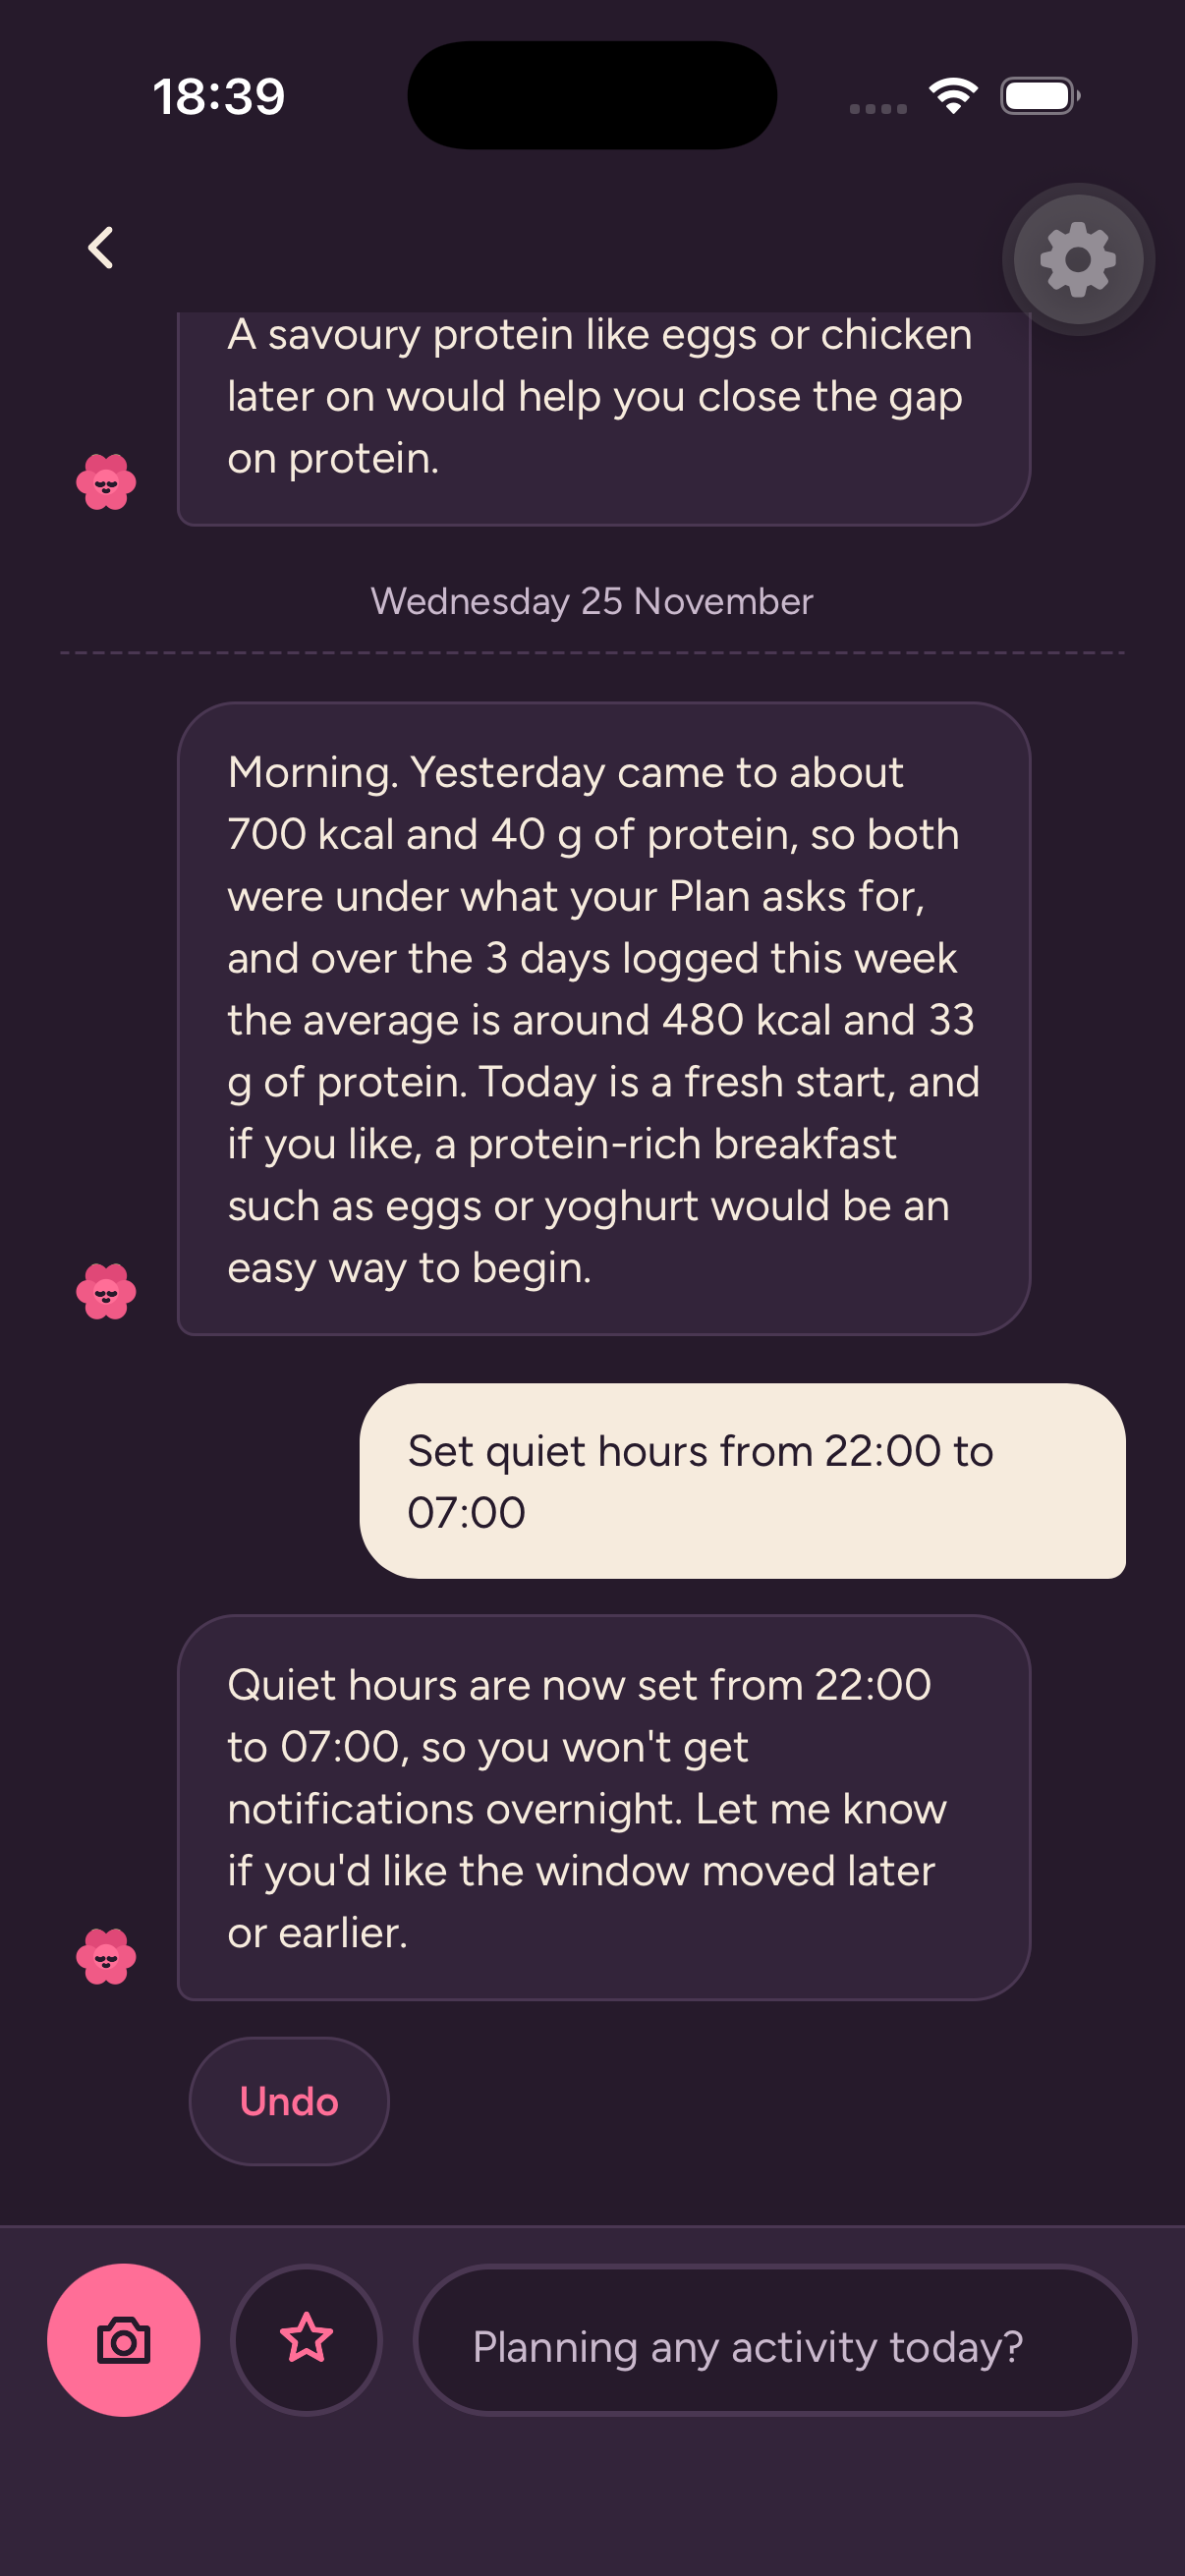 18:39
A savoury protein like eggs or chicken
later on would help you close the gap
on protein.
Wednesday 25 November
Morning. Yesterday came to about
700 kcal and 40 g of protein, so both
were under what your Plan asks for,
and over the 3 days logged this week
the average is around 480 kcal and 33
g of protein. Today is a fresh start, and
if you like, a protein-rich breakfast
such as eggs or yoghurt would be an
easy way to begin.
Set quiet hours from 22:00 to
07:00
Quiet hours are now set from 22:00
to 07:00, so you won't get
notifications overnight. Let me know
if you'd like the window moved later
or earlier.
Undo
Planning any activity today?